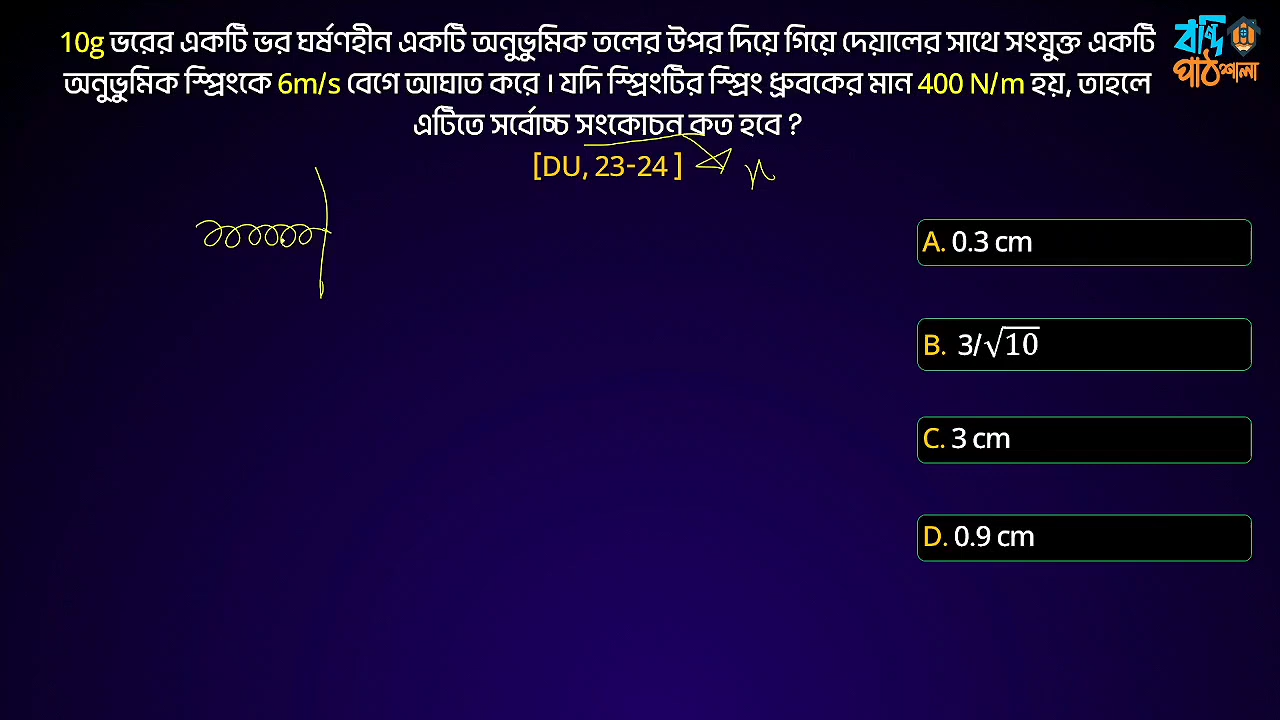 10g ভরের একটি ভর ঘর্ষণহীন একটি অনুভুমিক তলের উপর দিয়ে গিয়ে দেয়ালের সাথে সংযুক্ত একটি
অনুভুমিক স্প্রিংকে 6m/s বেগে আঘাত করে । যদি স্প্রিংটির স্প্রিং ধ্রুবকের মান 400 N/m হয়, তাহলে
এটিতে সর্বোচ্চ সংকোচন কত হবে ?
[DU, 23-24 ]
x
A. 0.3 cm
B. 3/√10
C. 3 cm
D. 0.9 cm
বন্দি
পাঠশালা